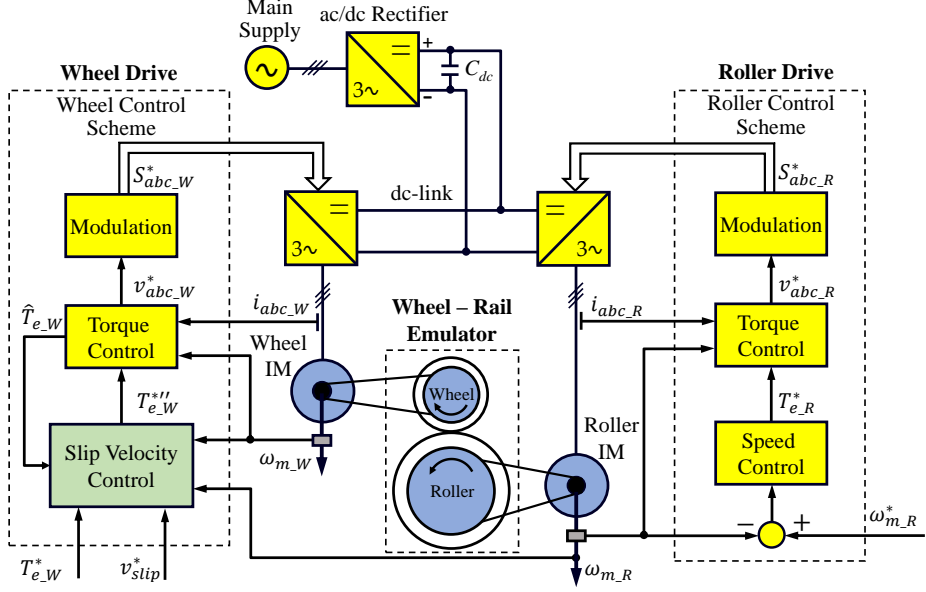 Main
Supply
ac/dc Rectifier
3∿
+
−
C_dc
Wheel Drive
Wheel Control
Scheme
S*_abc_W
Modulation
v*_abc_W
T̂_e_W
Torque
Control
T*''_e_W
Slip Velocity
Control
T*_e_W
v*_slip
3∿
dc-link
3∿
i_abc_W
Wheel
IM
ω_m_W
Wheel – Rail
Emulator
Wheel
Roller
Roller
IM
ω_m_R
i_abc_R
Roller Drive
Roller Control
Scheme
S*_abc_R
Modulation
v*_abc_R
Torque
Control
T*_e_R
Speed
Control
−
+
ω*_m_R